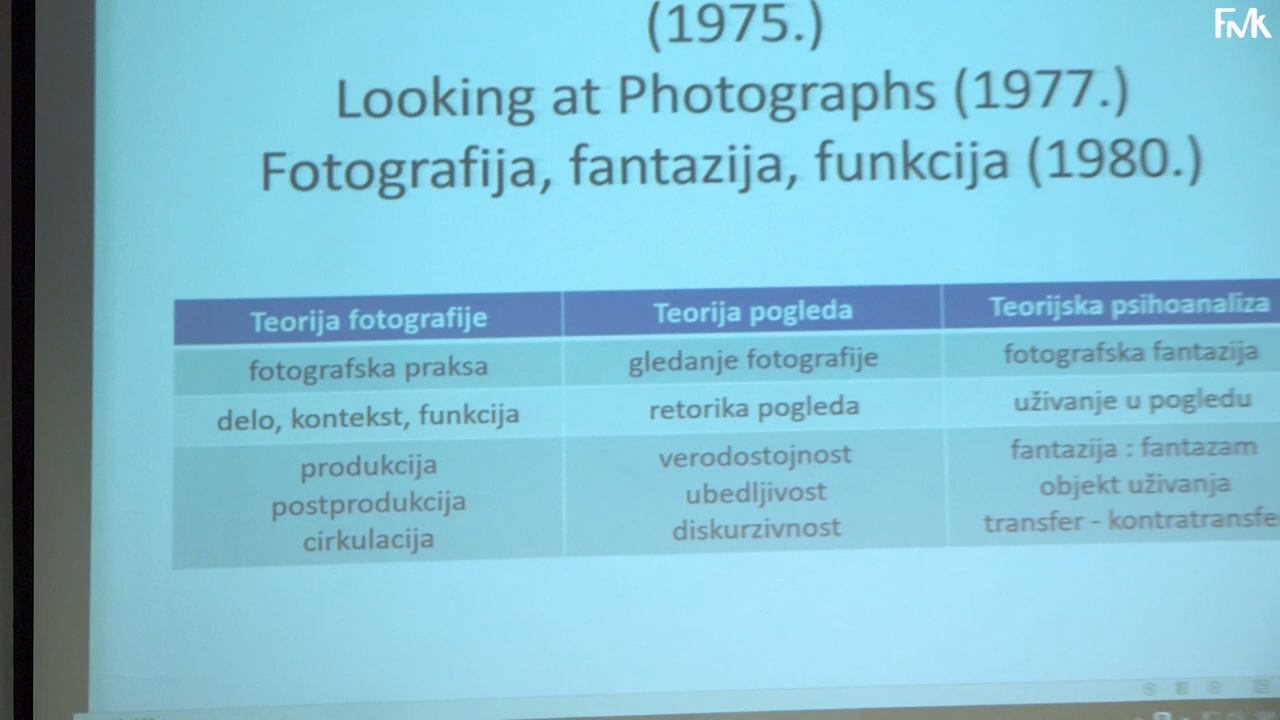 FMK
(1975.)
Looking at Photographs (1977.)
Fotografija, fantazija, funkcija (1980.)
Teorija fotografije Teorija pogleda Teorijska psihoanaliza
fotografska praksa gledanje fotografije fotografska fantazija
delo, kontekst, funkcija retorika pogleda uživanje u pogledu
produkcija verodostojnost fantazija : fantazam
postprodukcija ubedljivost objekt uživanja
cirkulacija diskurzivnost transfer - kontratransfe